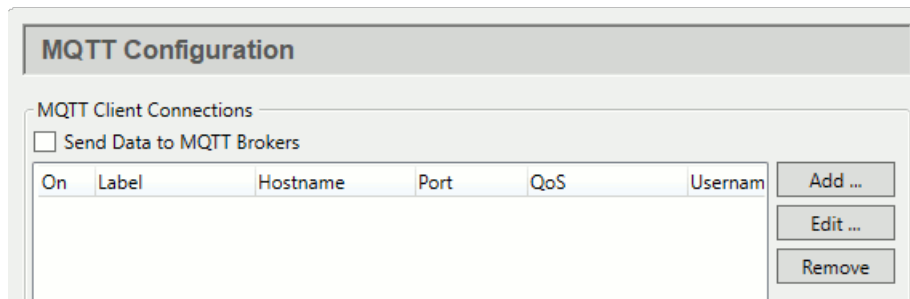 MQTT Configuration
MQTT Client Connections
Send Data to MQTT Brokers
On Label Hostname Port QoS Usernam
Add ...
Edit ...
Remove